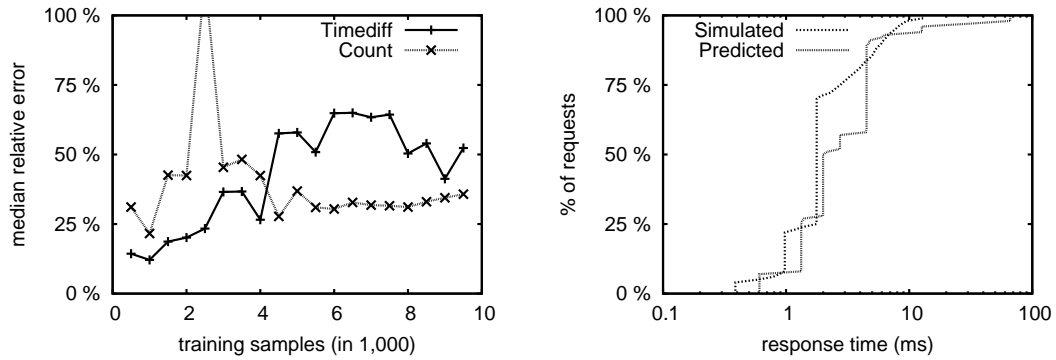 100 %
75 %
50 %
25 %
0 %
median relative error
Timediff
Count
0 2 4 6 8 10
training samples (in 1,000)
100 %
75 %
50 %
25 %
0 %
% of requests
Simulated
Predicted
0.1 1 10 100
response time (ms)